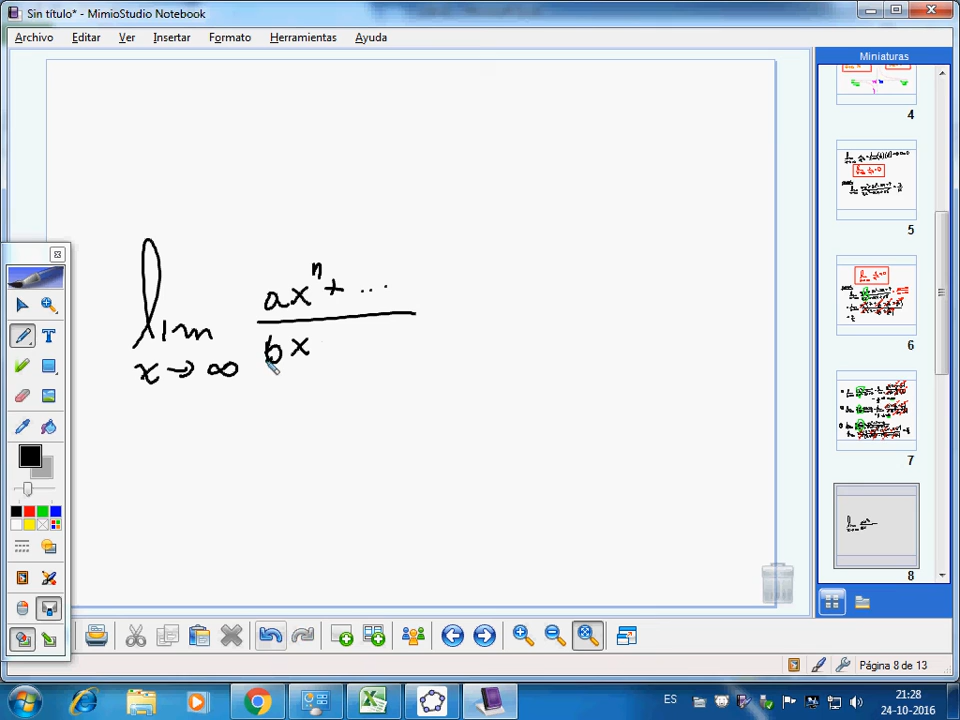 Sin título* - MimioStudio Notebook
Archivo Editar Ver Insertar Formato Herramientas Ayuda
Miniaturas
4
5
6
7
8
lim ax^n + ...
x → ∞ bx
Página 8 de 13
ES
21:28
24-10-2016